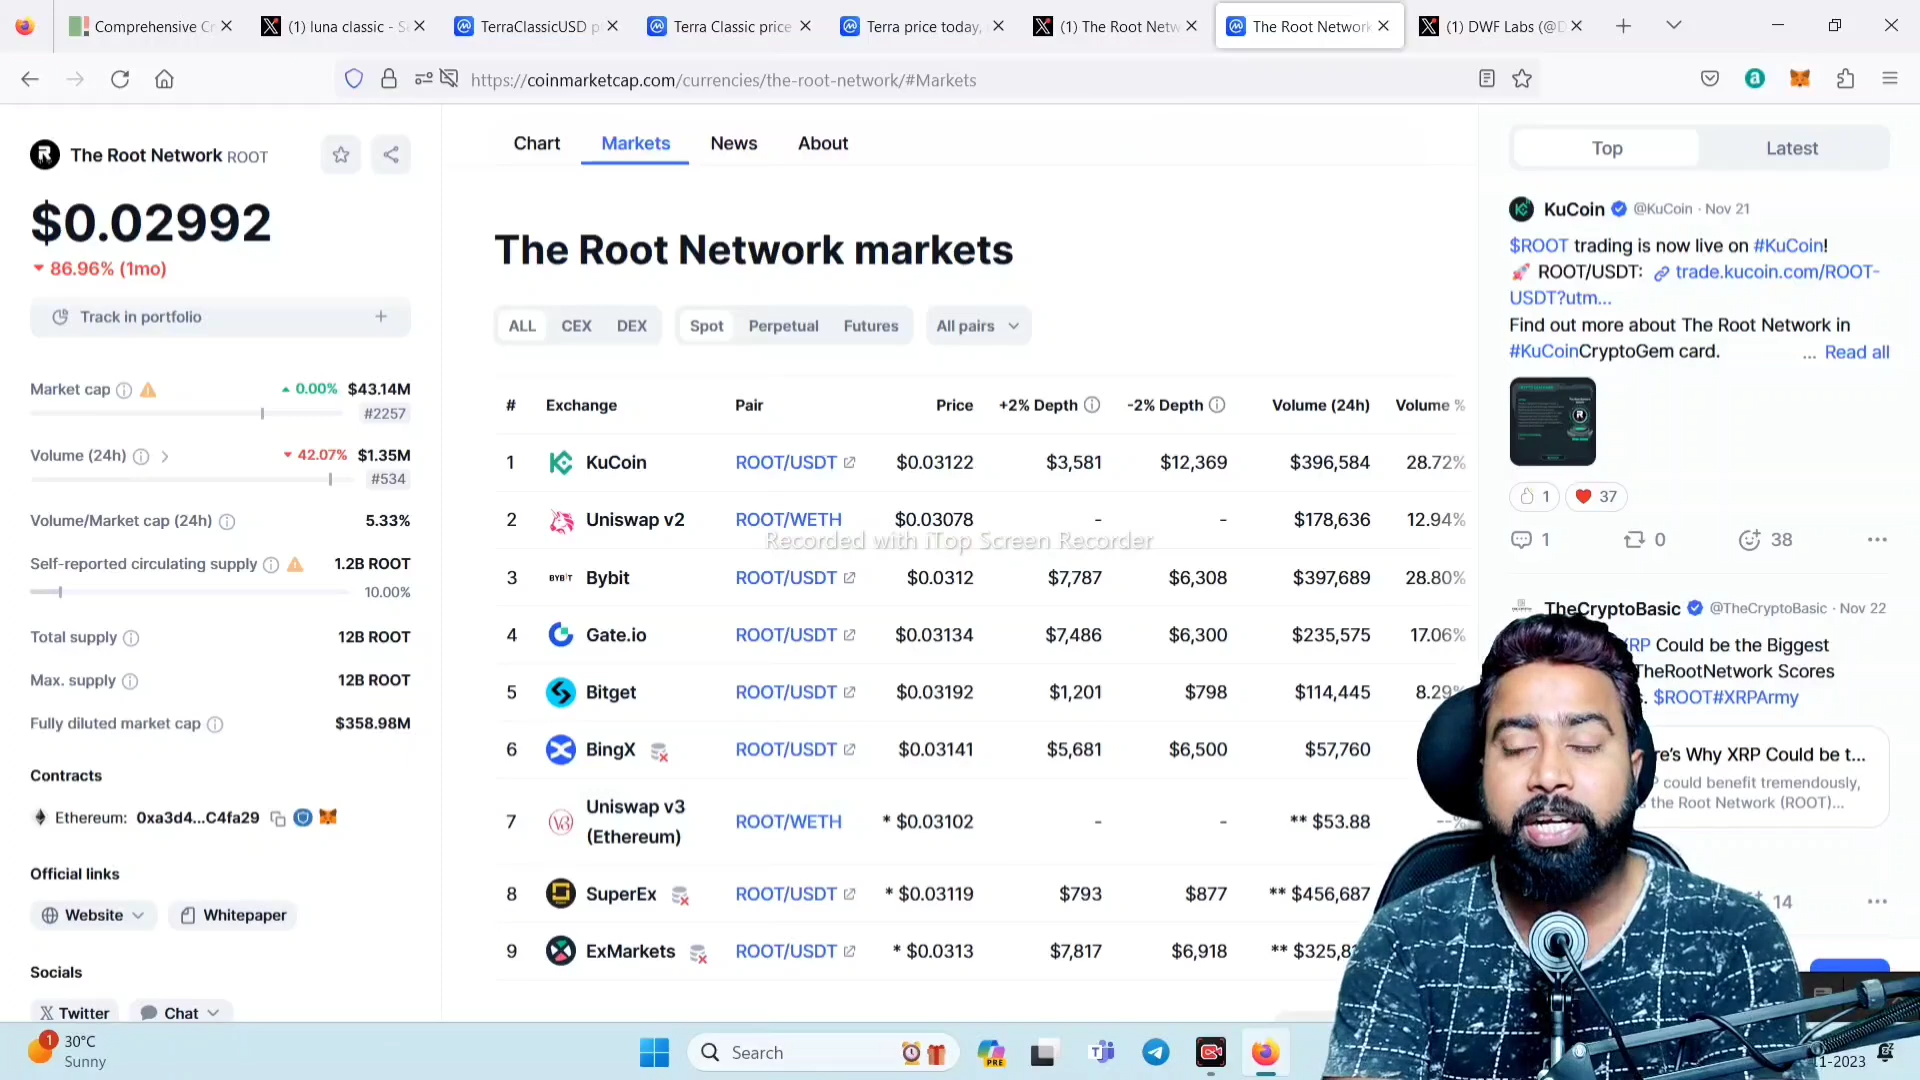 Comprehensive Cr
(1) luna classic - S
TerraClassicUSD p
Terra Classic price
Terra price today,
(1) The Root Netw
The Root Network
(1) DWF Labs (@D
https://coinmarketcap.com/currencies/the-root-network/#Markets
The Root Network ROOT
$0.02992
86.96% (1mo)
Track in portfolio
Market cap 0.00% $43.14M
#2257
Volume (24h) 42.07% $1.35M
#534
Volume/Market cap (24h) 5.33%
Self-reported circulating supply 1.2B ROOT
10.00%
Total supply 12B ROOT
Max. supply 12B ROOT
Fully diluted market cap $358.98M
Contracts
Ethereum: 0xa3d4...C4fa29
Official links
Website Whitepaper
Socials
Twitter Chat
Chart Markets News About
The Root Network markets
ALL CEX DEX Spot Perpetual Futures All pairs
# Exchange Pair Price +2% Depth -2% Depth Volume (24h) Volume %
1 KuCoin ROOT/USDT $0.03122 $3,581 $12,369 $396,584 28.72%
2 Uniswap v2 ROOT/WETH $0.03078 - - $178,636 12.94%
Recorded with iTop Screen Recorder
3 BYBIT Bybit ROOT/USDT $0.0312 $7,787 $6,308 $397,689 28.80%
4 Gate.io ROOT/USDT $0.03134 $7,486 $6,300 $235,575 17.06%
5 Bitget ROOT/USDT $0.03192 $1,201 $798 $114,445 8.29%
6 BingX ROOT/USDT $0.03141 $5,681 $6,500 $57,760
7 Uniswap v3 (Ethereum) ROOT/WETH * $0.03102 - - ** $53.88 --%
8 SuperEx ROOT/USDT * $0.03119 $793 $877 ** $456,687
9 ExMarkets ROOT/USDT * $0.0313 $7,817 $6,918 ** $325,8
Top Latest
KuCoin @KuCoin · Nov 21
$ROOT trading is now live on #KuCoin!
ROOT/USDT: trade.kucoin.com/ROOT-
USDT?utm...
Find out more about The Root Network in
#KuCoinCryptoGem card. ... Read all
1 37
1 0 38
TheCryptoBasic @TheCryptoBasic · Nov 22
XRP Could be the Biggest
TheRootNetwork Scores
. $ROOT#XRPArmy
re's Why XRP Could be t...
P could benefit tremendously,
s the Root Network (ROOT)...
14
1 30°C
Sunny
Search
PRE
11-2023